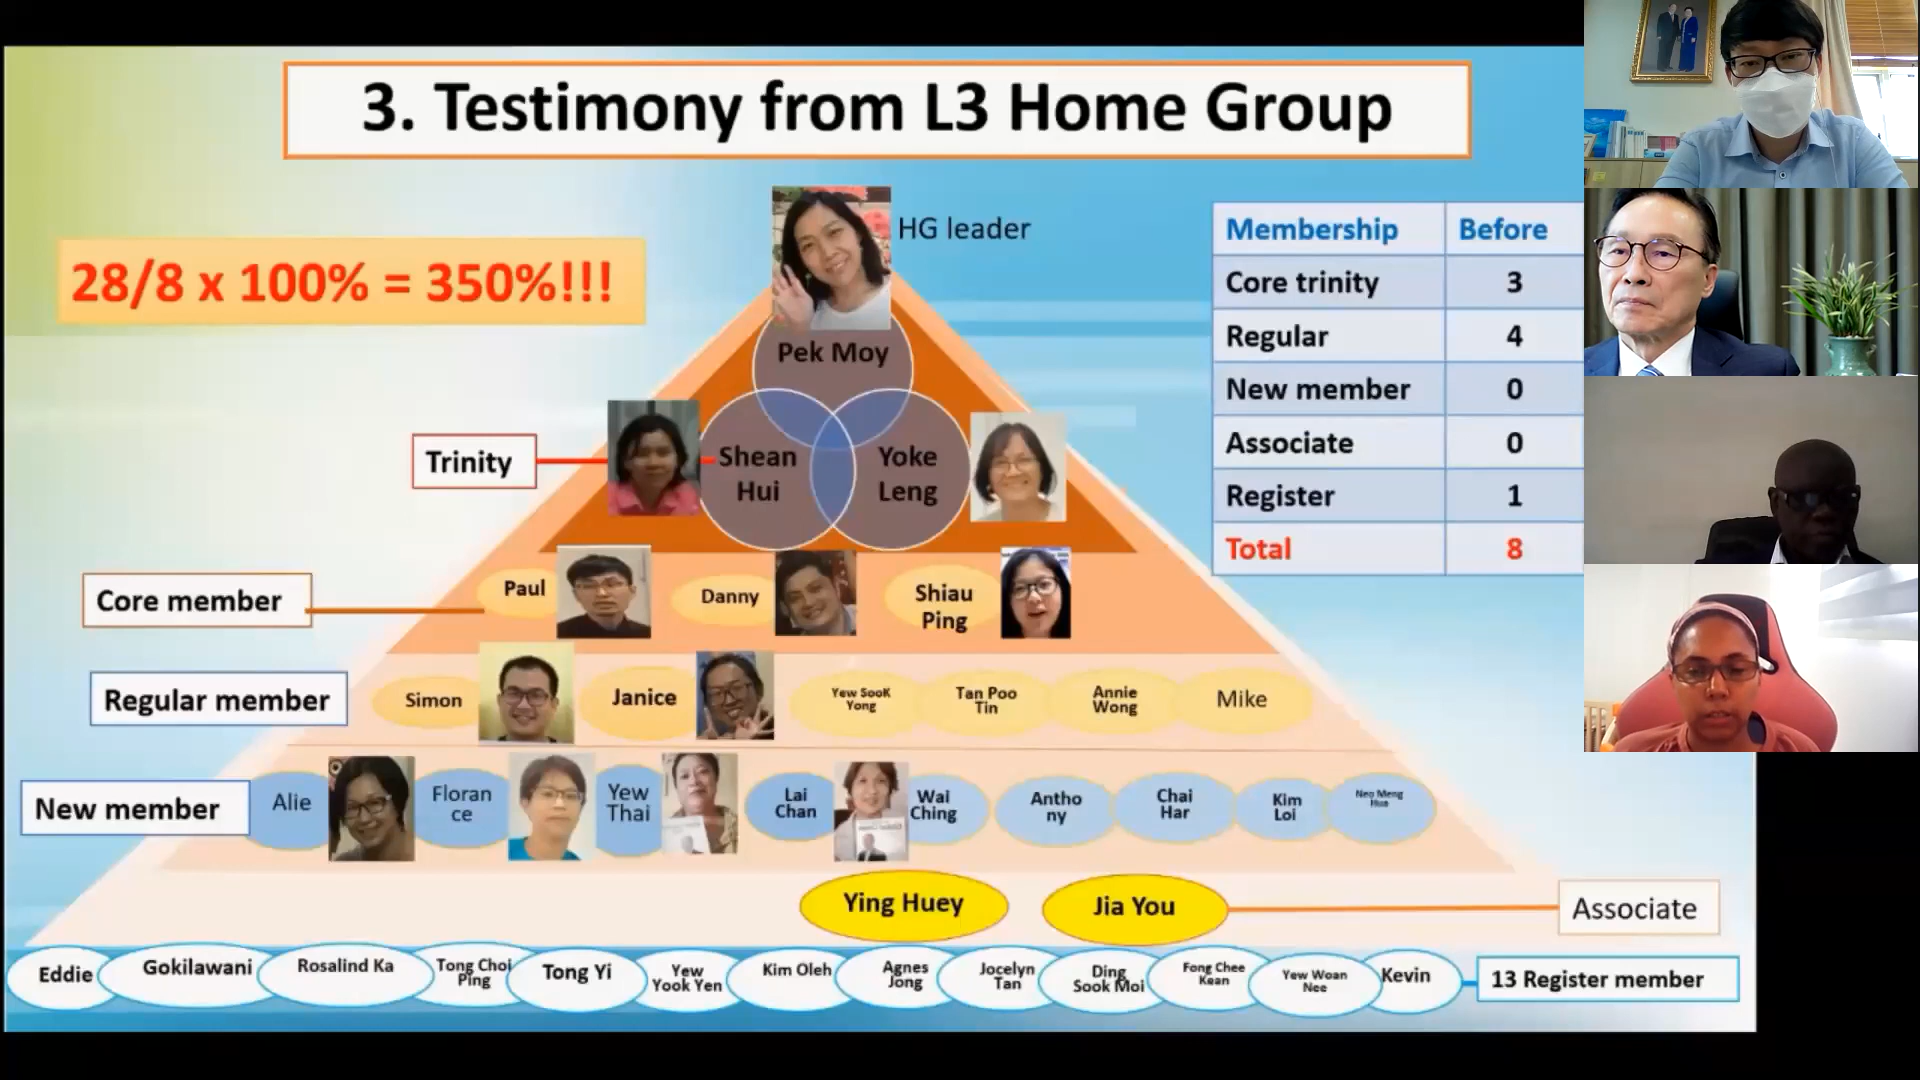 3. Testimony from L3 Home Group
28/8 x 100% = 350%!!!
HG leader
Pek Moy
Trinity
Shean
Hui
Yoke
Leng
Membership Before
Core trinity 3
Regular 4
New member 0
Associate 0
Register 1
Total 8
Core member
Paul
Danny
Shiau
Ping
Regular member
Simon
Janice
Yew SooK
Yong
Tan Poo
Tin
Annie
Wong
Mike
New member
Alie
Floran
ce
Yew
Thai
Lai
Chan
Wai
Ching
Antho
ny
Chai
Har
Kim
Loi
Neo Meng
Hua
Ying Huey
Jia You
Associate
Eddie
Gokilawani
Rosalind Ka
Tong Choi
Ping
Tong Yi
Yew
Yook Yen
Kim Oleh
Agnes
Jong
Jocelyn
Tan
Ding
Sook Moi
Fong Chee
Kean
Yew Woan
Nee
Kevin
13 Register member